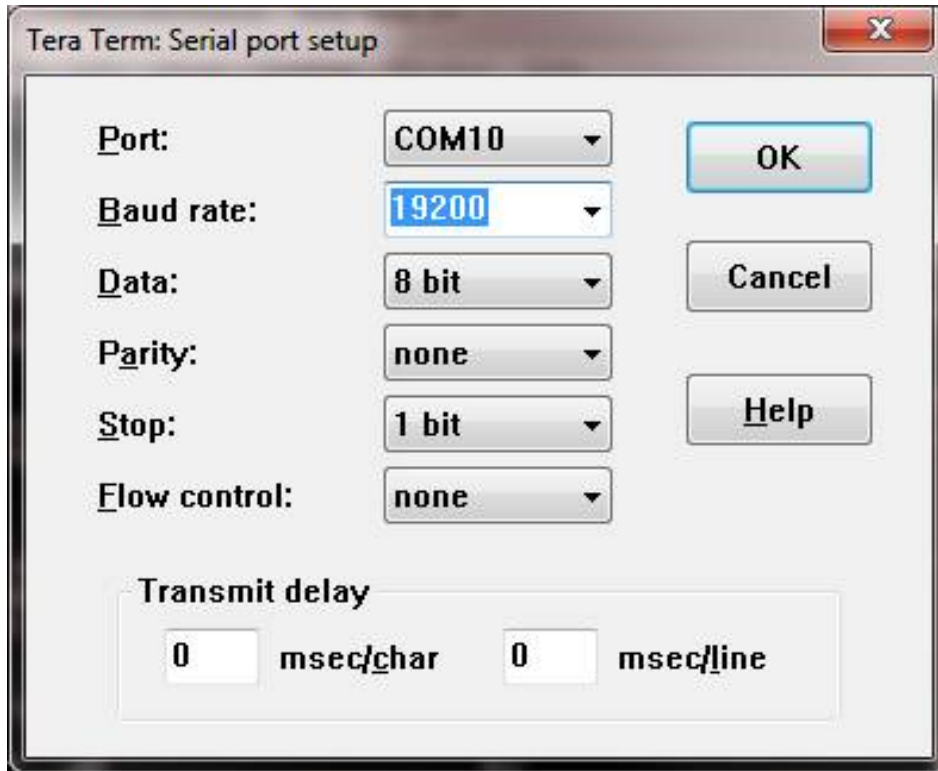 Tera Term: Serial port setup
Port: COM10 OK
Baud rate: 19200
Data: 8 bit Cancel
Parity: none
Stop: 1 bit Help
Flow control: none
Transmit delay
0 msec/char 0 msec/line